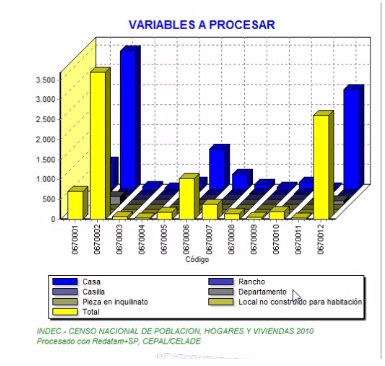 VARIABLES A PROCESAR
3.500
3.000
2.500
2.000
1.500
1.000
500
0
0670001
0670002
0670003
0670004
0670005
0670006
0670007
0670008
0670009
0670010
0670011
0670012
Código
Casa
Rancho
Casilla
Departamento
Pieza en inquilinato
Local no construido para habitación
Total
INDEC - CENSO NACIONAL DE POBLACION, HOGARES Y VIVIENDAS 2010
Procesado con Redatam+SP, CEPAL/CELADE